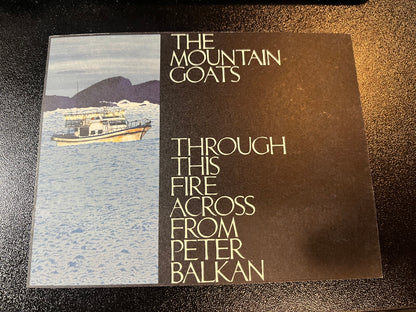 THE
MOUNTAIN
GOATS
THROUGH
THIS
FIRE
ACROSS
FROM
PETER
BALKAN